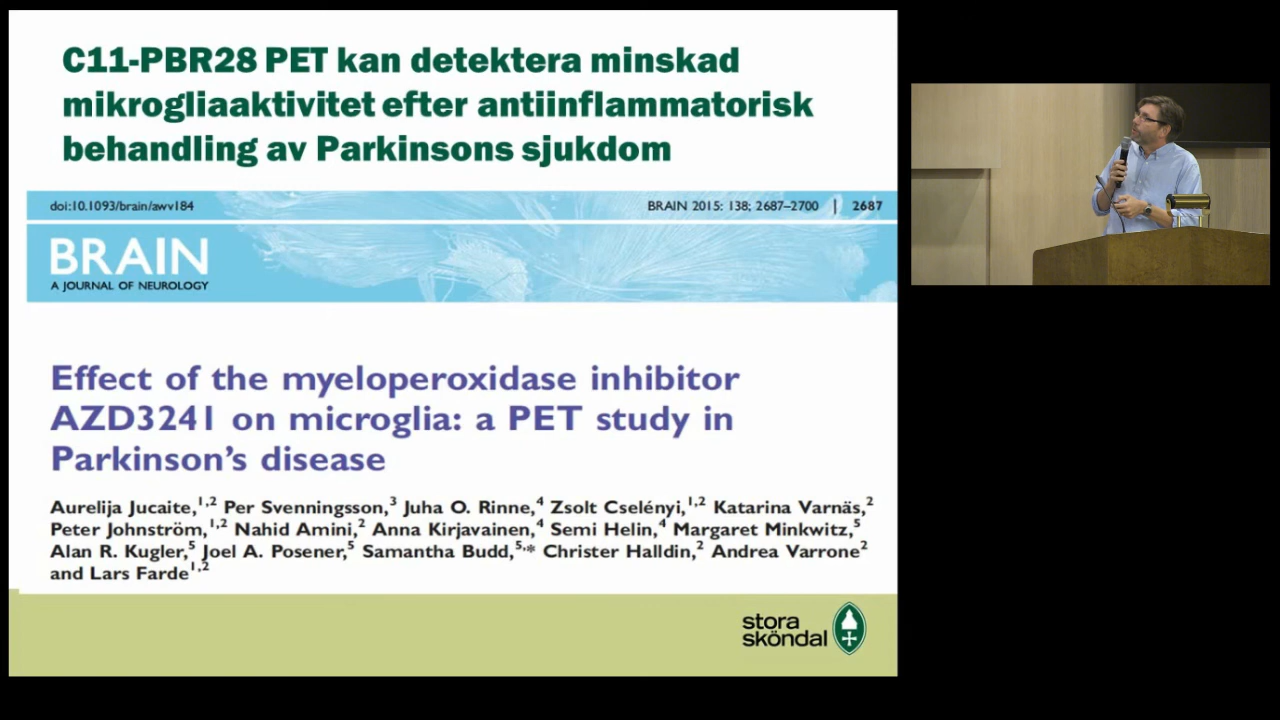 C11-PBR28 PET kan detektera minskad
mikrogliaaktivitet efter antiinflammatorisk
behandling av Parkinsons sjukdom
doi:10.1093/brain/awv184
BRAIN 2015: 138; 2687–2700 | 2687
BRAIN
A JOURNAL OF NEUROLOGY
Effect of the myeloperoxidase inhibitor
AZD3241 on microglia: a PET study in
Parkinson’s disease
Aurelija Jucaite,1,2 Per Svenningsson,3 Juha O. Rinne,4 Zsolt Cselényi,1,2 Katarina Varnäs,2
Peter Johnström,1,2 Nahid Amini,2 Anna Kirjavainen,4 Semi Helin,4 Margaret Minkwitz,5
Alan R. Kugler,5 Joel A. Posener,5 Samantha Budd,5,* Christer Halldin,2 Andrea Varrone2
and Lars Farde1,2
stora
sköndal